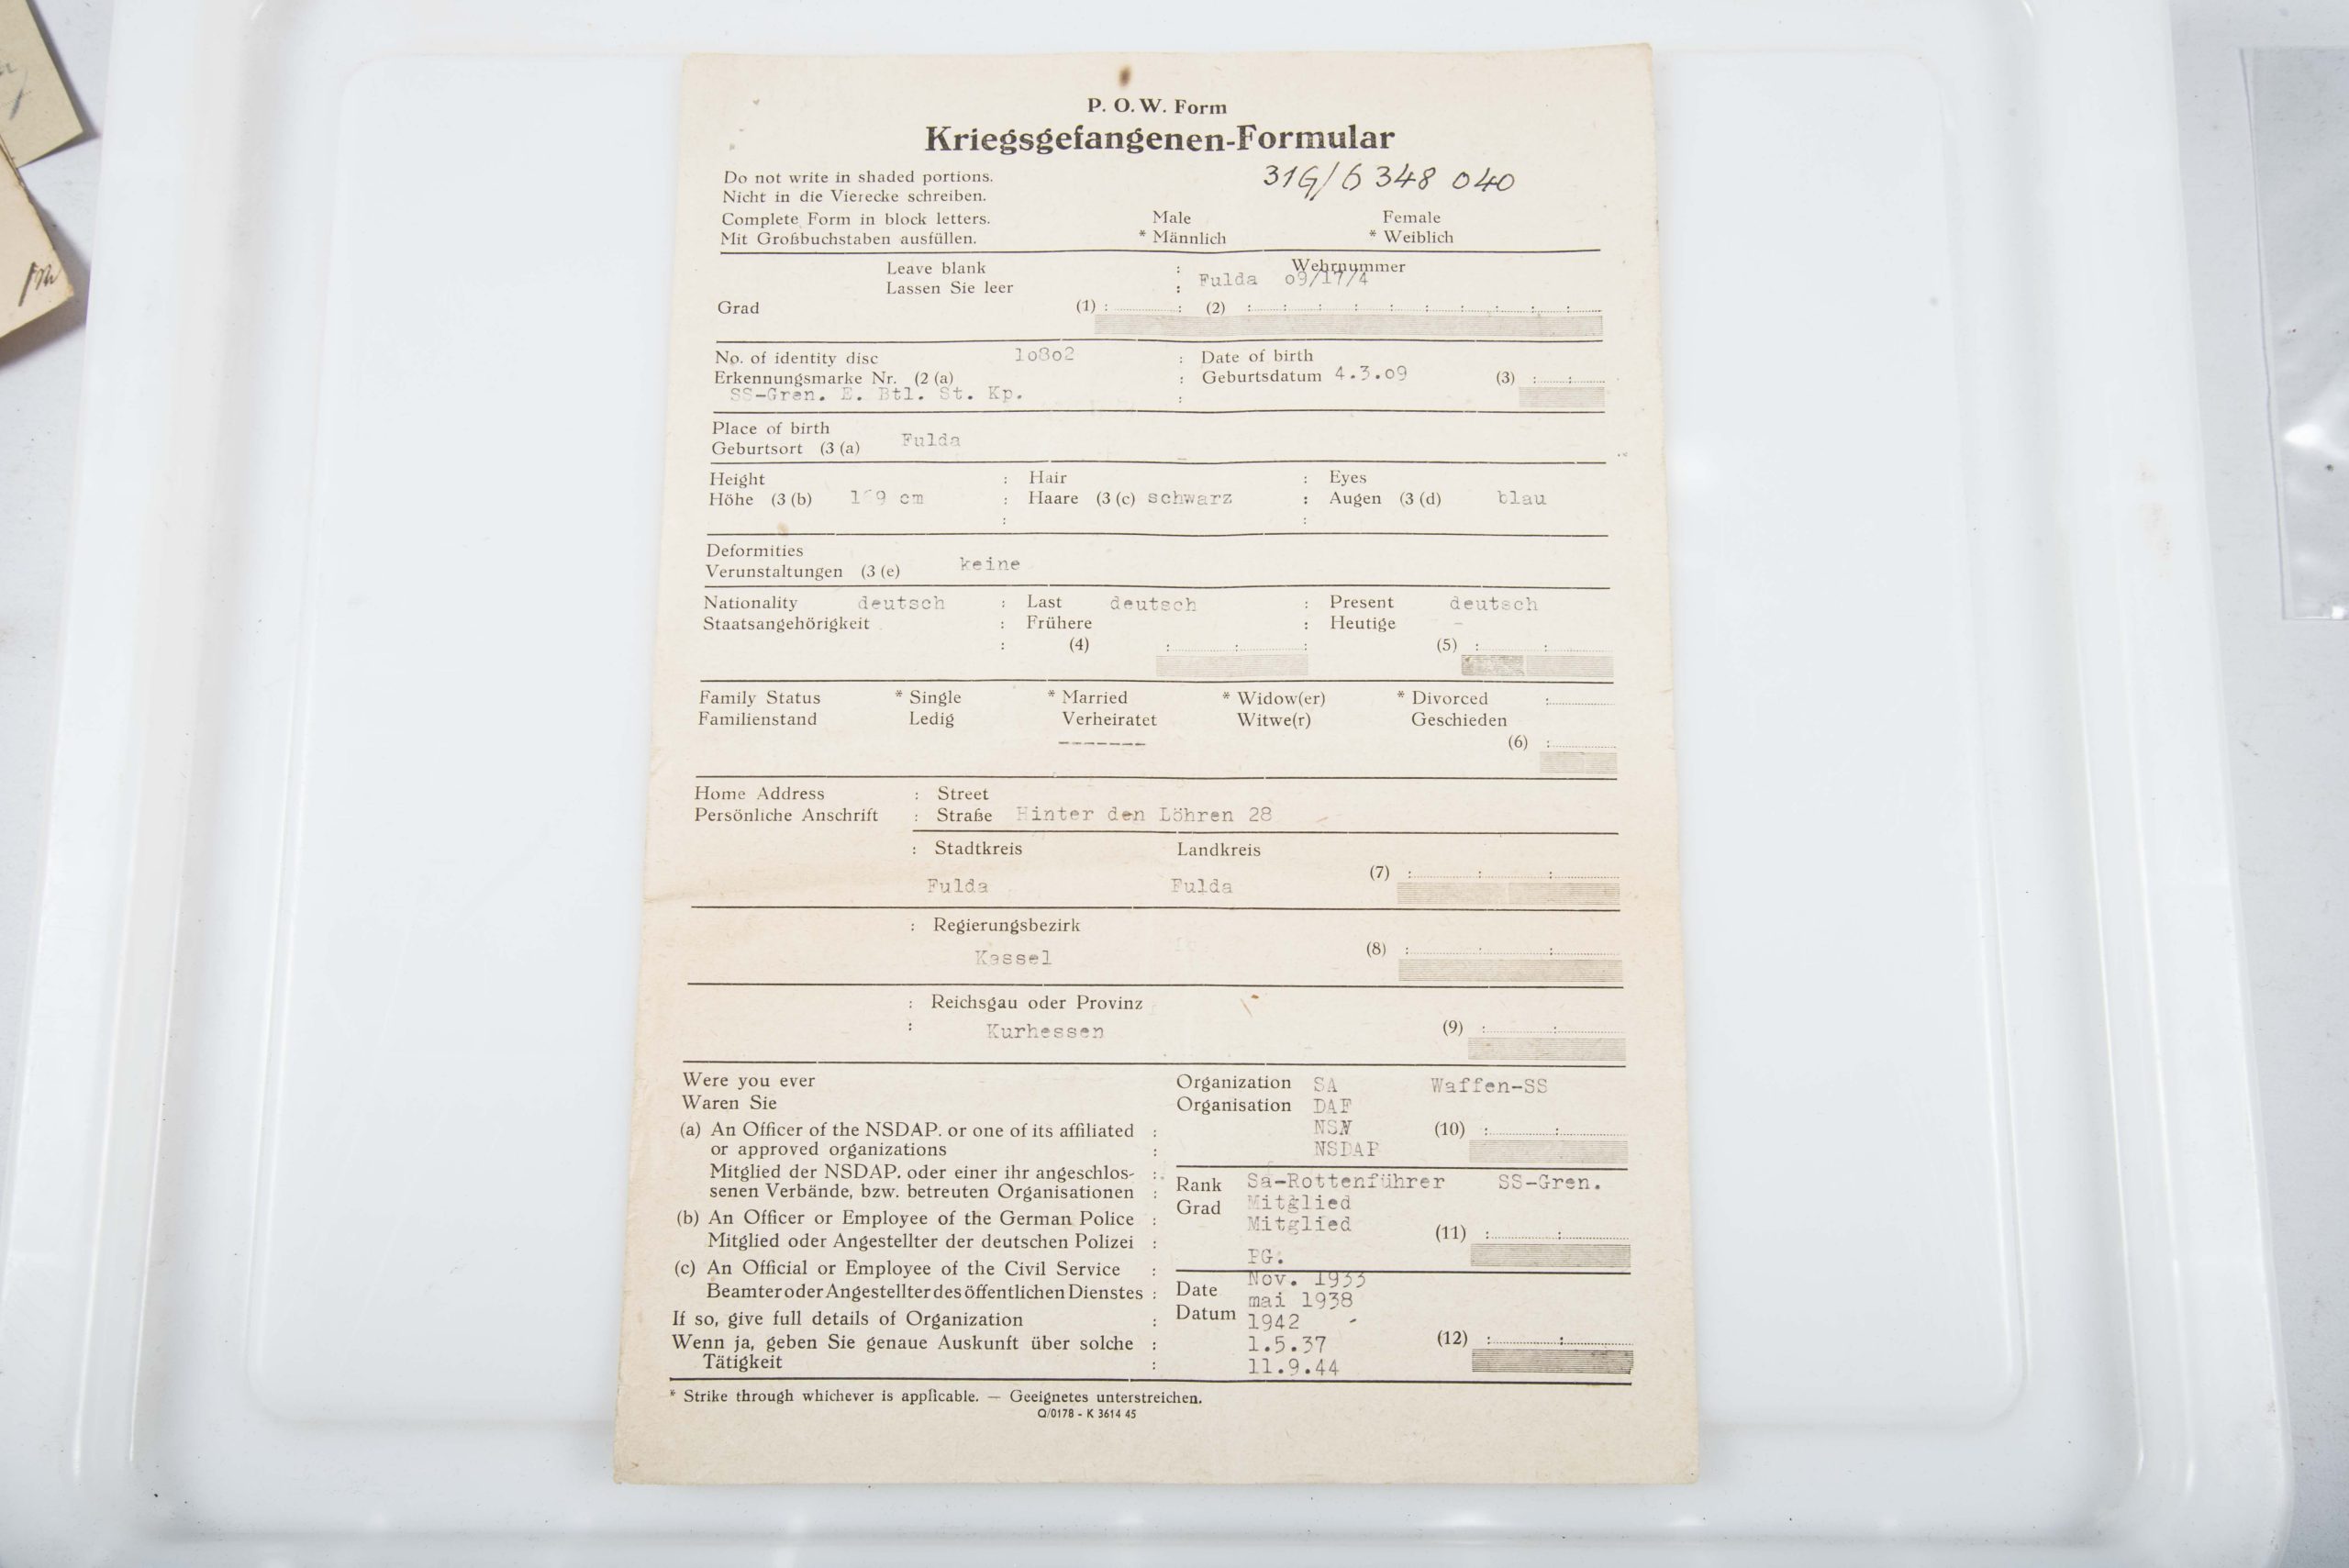 P. O. W. Form
Kriegsgefangenen-Formular
Do not write in shaded portions.
Nicht in die Vierecke schreiben.
31G/6 348 040
Complete Form in block letters. Male Female
Mit Großbuchstaben ausfüllen. * Männlich * Weiblich
Leave blank : Wehrnummer
Lassen Sie leer : Fulda o9/17/4
Grad (1) : : (2) :
No. of identity disc lo8o2 : Date of birth
Erkennungsmarke Nr. (2 (a) : Geburtsdatum 4.3.o9 (3) :
SS-Gren. E. Btl. St. Kp. :
Place of birth
Geburtsort (3 (a) Fulda
Height : Hair : Eyes
Höhe (3 (b) cm : Haare (3 (c) schwarz : Augen (3 (d) blau
Deformities
Verunstaltungen (3 (e) keine
Nationality deutsch : Last deutsch : Present deutsch
Staatsangehörigkeit : Frühere : Heutige
: (4) : (5) :
Family Status * Single * Married * Widow(er) * Divorced
Familienstand Ledig Verheiratet Witwe(r) Geschieden
------- (6) :
Home Address : Street
Persönliche Anschrift : Straße Hinter den Löhren 28
: Stadtkreis Landkreis
(7) :
Fulda Fulda
: Regierungsbezirk
(8) :
Kassel
: Reichsgau oder Provinz
: Kurhessen (9) :
Were you ever Organization SA Waffen-SS
Waren Sie Organisation DAF
(a) An Officer of the NSDAP. or one of its affiliated : NSV (10) :
or approved organizations : NSDAP
Mitglied der NSDAP. oder einer ihr angeschlos- : Rank Sa-Rottenführer SS-Gren.
senen Verbände, bzw. betreuten Organisationen : Grad Mitglied
(b) An Officer or Employee of the German Police : Mitglied
Mitglied oder Angestellter der deutschen Polizei : (11) :
(c) An Official or Employee of the Civil Service : PG.
Beamter oder Angestellter des öffentlichen Dienstes : Date Nov. 1933
mai 1938
If so, give full details of Organization : Datum 1942
Wenn ja, geben Sie genaue Auskunft über solche : 1.5.37 (12) :
Tätigkeit : 11.9.44
* Strike through whichever is applicable. — Geeignetes unterstreichen.
Q/0178 - K 3614 45